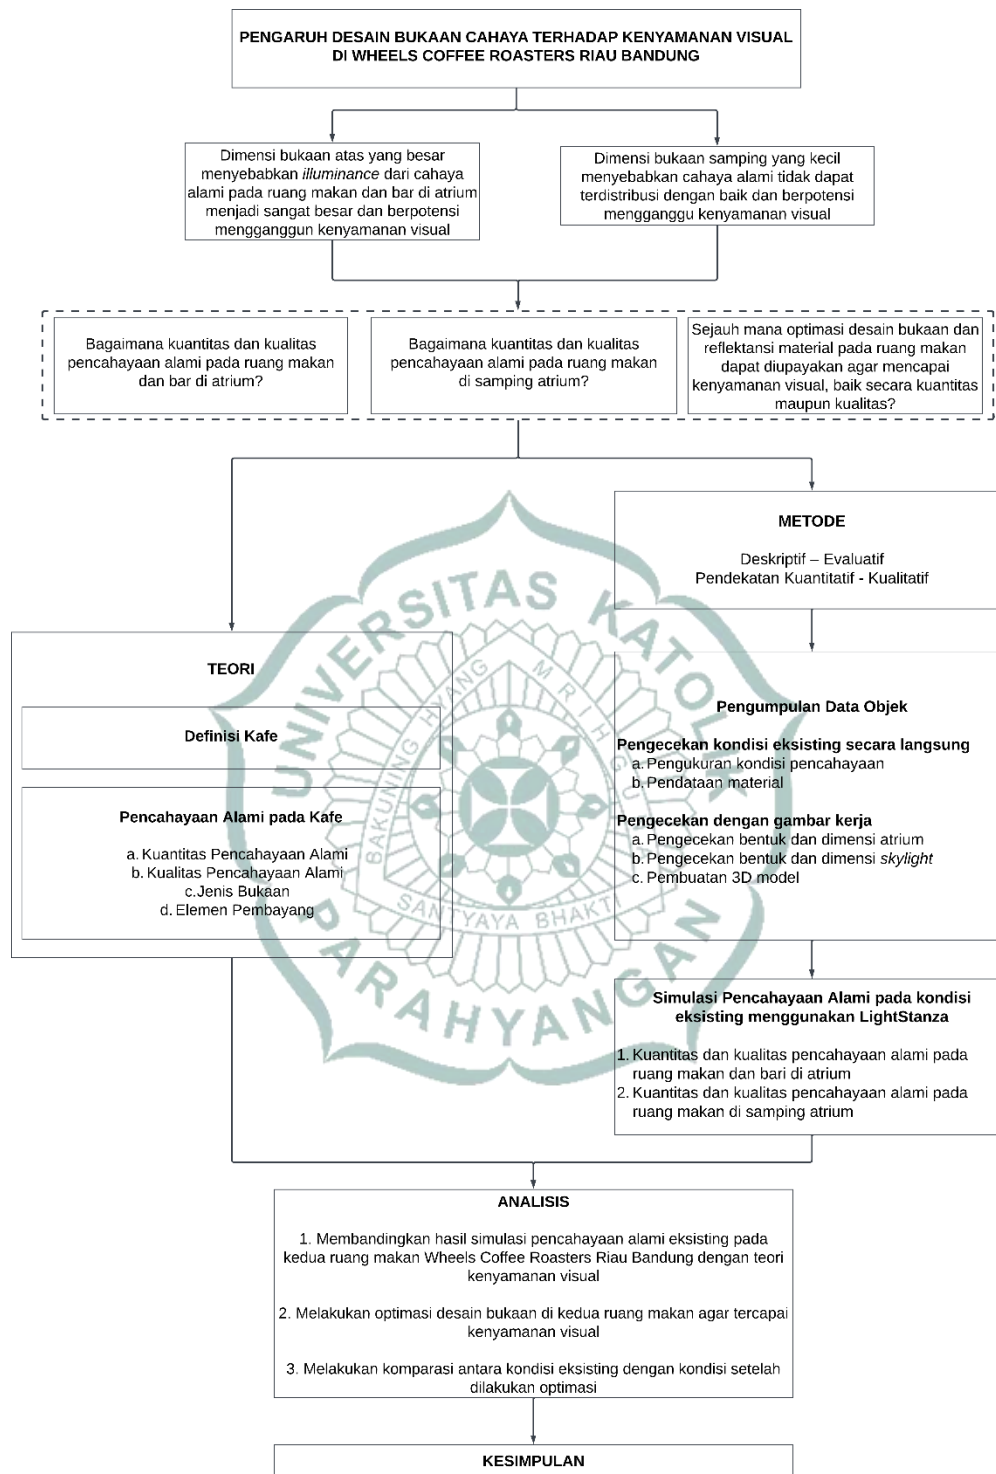 PENGARUH DESAIN BUKAAN CAHAYA TERHADAP KENYAMANAN VISUAL
DI WHEELS COFFEE ROASTERS RIAU BANDUNG
Dimensi bukaan atas yang besar
menyebabkan illuminance dari cahaya
alami pada ruang makan dan bar di atrium
menjadi sangat besar dan berpotensi
mengganggun kenyamanan visual
Dimensi bukaan samping yang kecil
menyebabkan cahaya alami tidak dapat
terdistribusi dengan baik dan berpotensi
mengganggu kenyamanan visual
Bagaimana kuantitas dan kualitas
pencahayaan alami pada ruang makan
dan bar di atrium?
Bagaimana kuantitas dan kualitas
pencahayaan alami pada ruang makan
di samping atrium?
Sejauh mana optimasi desain bukaan dan
reflektansi material pada ruang makan
dapat diupayakan agar mencapai
kenyamanan visual, baik secara kuantitas
maupun kualitas?
TEORI
Definisi Kafe
Pencahayaan Alami pada Kafe
a. Kuantitas Pencahayaan Alami
b. Kualitas Pencahayaan Alami
c.Jenis Bukaan
d. Elemen Pembayang
METODE
Deskriptif – Evaluatif
Pendekatan Kuantitatif - Kualitatif
Pengumpulan Data Objek
Pengecekan kondisi eksisting secara langsung
a. Pengukuran kondisi pencahayaan
b. Pendataan material
Pengecekan dengan gambar kerja
a. Pengecekan bentuk dan dimensi atrium
b. Pengecekan bentuk dan dimensi skylight
c. Pembuatan 3D model
Simulasi Pencahayaan Alami pada kondisi
eksisting menggunakan LightStanza
1. Kuantitas dan kualitas pencahayaan alami pada
ruang makan dan bari di atrium
2. Kuantitas dan kualitas pencahayaan alami pada
ruang makan di samping atrium
UNIVERSITAS KATOLIK
PARAHYANGAN
BAKUNING HYANG
SANTYAYA BHAKTI
ANALISIS
1. Membandingkan hasil simulasi pencahayaan alami eksisting pada
kedua ruang makan Wheels Coffee Roasters Riau Bandung dengan teori
kenyamanan visual
2. Melakukan optimasi desain bukaan di kedua ruang makan agar tercapai
kenyamanan visual
3. Melakukan komparasi antara kondisi eksisting dengan kondisi setelah
dilakukan optimasi
KESIMPULAN